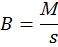 B = M/s